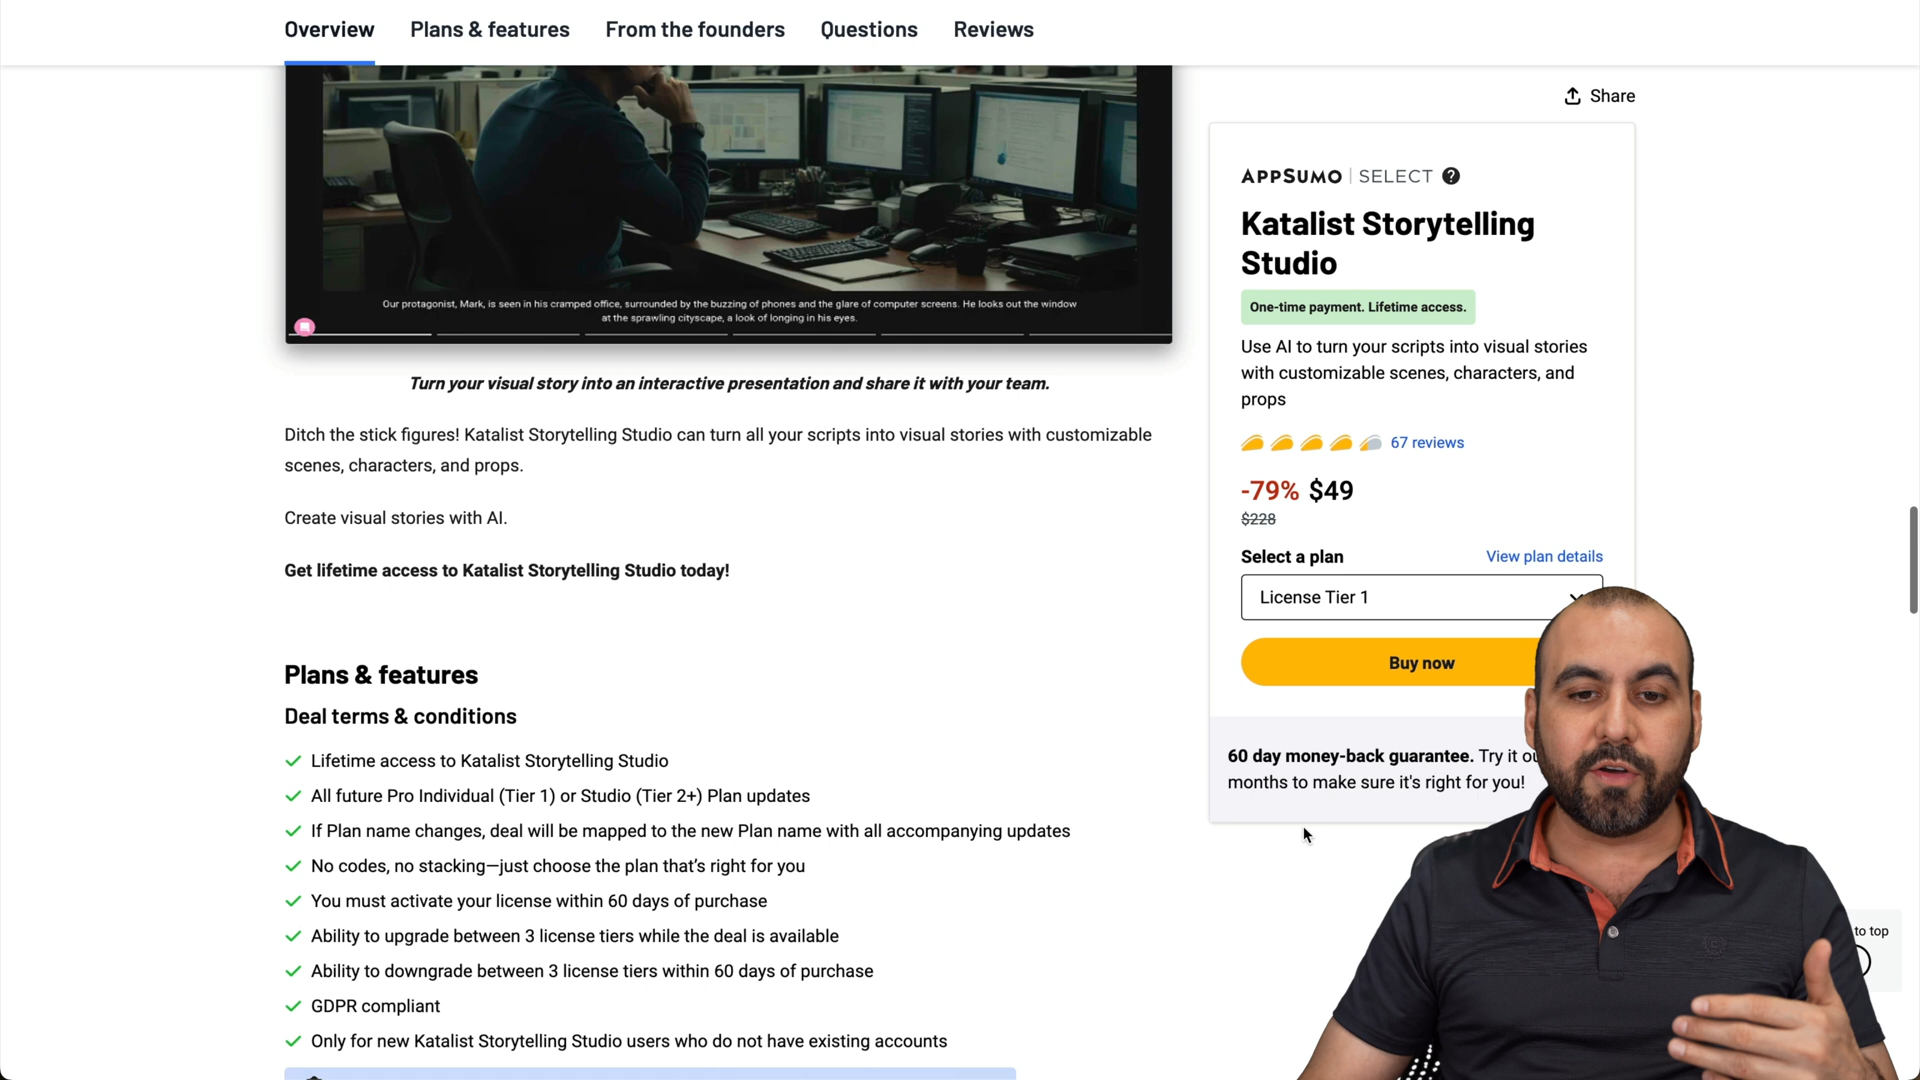 Overview Plans & features From the founders Questions Reviews
Share
Our protagonist, Mark, is seen in his cramped office, surrounded by the buzzing of phones and the glare of computer screens. He looks out the window
at the sprawling cityscape, a look of longing in his eyes.
Turn your visual story into an interactive presentation and share it with your team.
Ditch the stick figures! Katalist Storytelling Studio can turn all your scripts into visual stories with customizable
scenes, characters, and props.
Create visual stories with AI.
Get lifetime access to Katalist Storytelling Studio today!
Plans & features
Deal terms & conditions
Lifetime access to Katalist Storytelling Studio
All future Pro Individual (Tier 1) or Studio (Tier 2+) Plan updates
If Plan name changes, deal will be mapped to the new Plan name with all accompanying updates
No codes, no stacking—just choose the plan that's right for you
You must activate your license within 60 days of purchase
Ability to upgrade between 3 license tiers while the deal is available
Ability to downgrade between 3 license tiers within 60 days of purchase
GDPR compliant
Only for new Katalist Storytelling Studio users who do not have existing accounts
APPSUMO | SELECT ?
Katalist Storytelling
Studio
One-time payment. Lifetime access.
Use AI to turn your scripts into visual stories
with customizable scenes, characters, and
props
67 reviews
-79% $49
$228
Select a plan View plan details
License Tier 1
Buy now
60 day money-back guarantee. Try it
months to make sure it's right for you!
to top